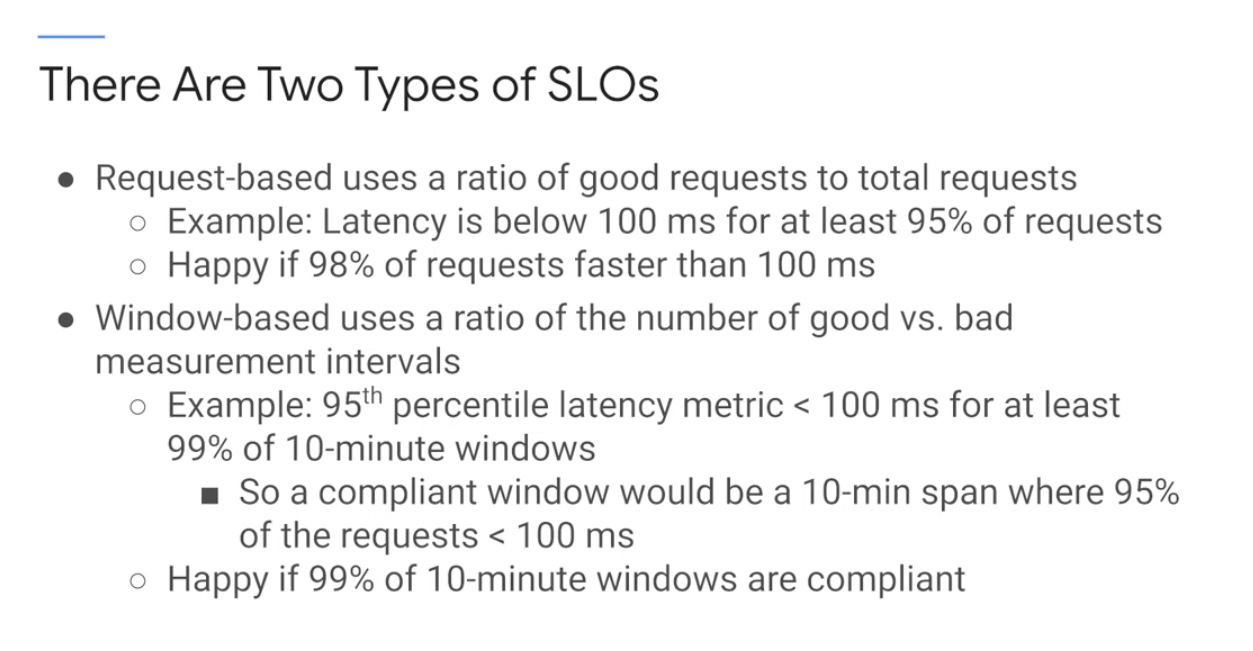 There Are Two Types of SLOs
● Request-based uses a ratio of good requests to total requests
○ Example: Latency is below 100 ms for at least 95% of requests
○ Happy if 98% of requests faster than 100 ms
● Window-based uses a ratio of the number of good vs. bad
measurement intervals
○ Example: 95th percentile latency metric < 100 ms for at least
99% of 10-minute windows
■ So a compliant window would be a 10-min span where 95%
of the requests < 100 ms
○ Happy if 99% of 10-minute windows are compliant